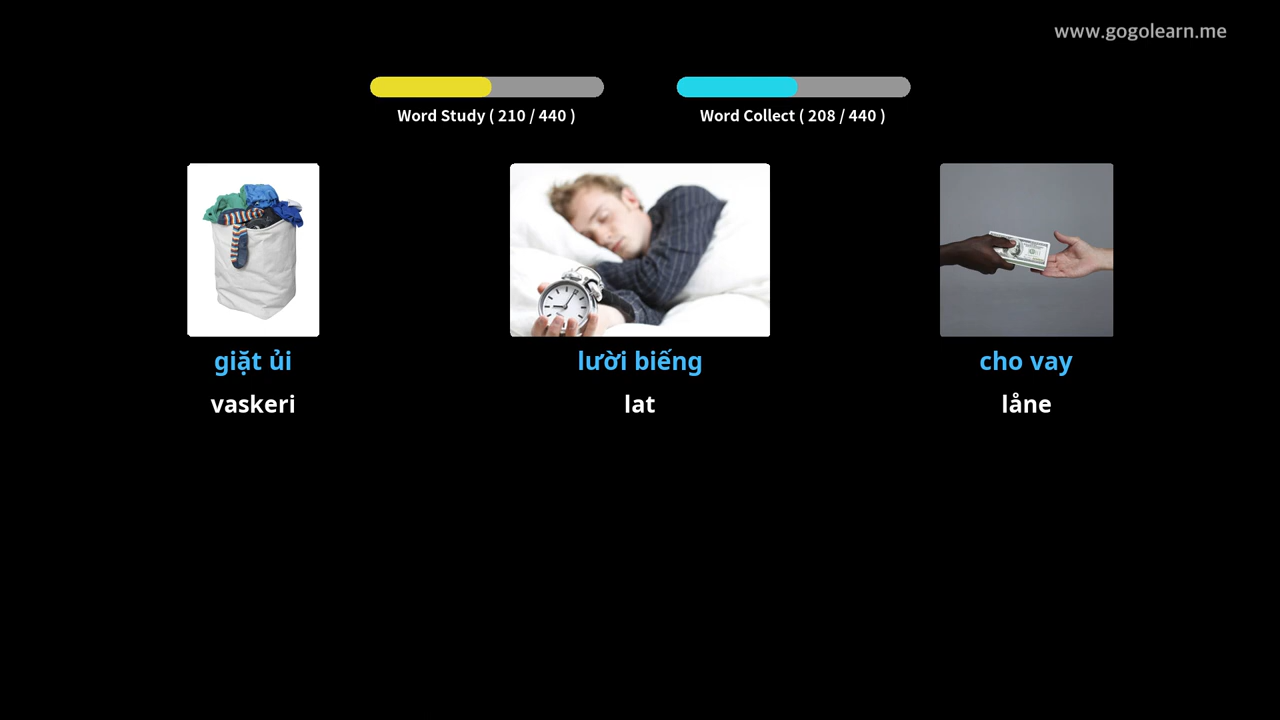 www.gogolearn.me
Word Study ( 210 / 440 )
Word Collect ( 208 / 440 )
giặt ủi
vaskeri
lười biếng
lat
cho vay
låne